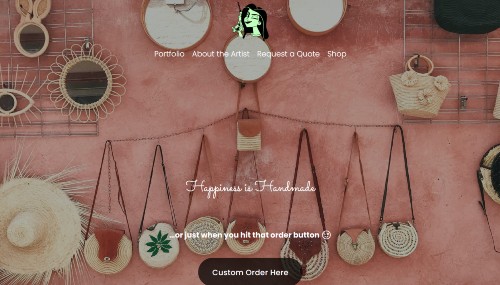 Portfolio About the Artist Request a Quote Shop
Happiness is Handmade
...or just when you hit that order button 😉
Custom Order Here